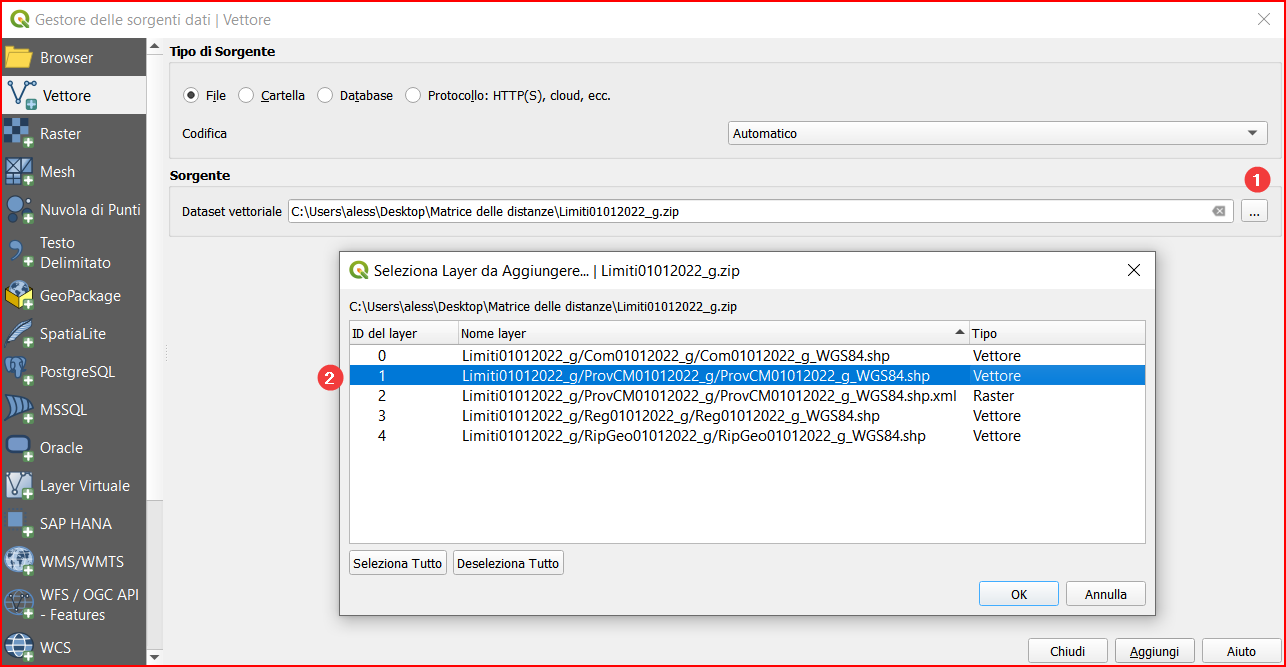 Gestore delle sorgenti dati | Vettore
Browser
Vettore
Raster
Mesh
Nuvola di Punti
Testo
Delimitato
GeoPackage
SpatiaLite
PostgreSQL
MSSQL
Oracle
Layer Virtuale
SAP HANA
WMS/WMTS
WFS / OGC API
- Features
WCS
Tipo di Sorgente
File Cartella Database Protocollo: HTTP(S), cloud, ecc.
Codifica Automatico
Sorgente
1
Dataset vettoriale C:\Users\aless\Desktop\Matrice delle distanze\Limiti01012022_g.zip ...
Seleziona Layer da Aggiungere... | Limiti01012022_g.zip
C:\Users\aless\Desktop\Matrice delle distanze\Limiti01012022_g.zip
ID del layer Nome layer Tipo
0 Limiti01012022_g/Com01012022_g/Com01012022_g_WGS84.shp Vettore
2 1 Limiti01012022_g/ProvCM01012022_g/ProvCM01012022_g_WGS84.shp Vettore
2 Limiti01012022_g/ProvCM01012022_g/ProvCM01012022_g_WGS84.shp.xml Raster
3 Limiti01012022_g/Reg01012022_g/Reg01012022_g_WGS84.shp Vettore
4 Limiti01012022_g/RipGeo01012022_g/RipGeo01012022_g_WGS84.shp Vettore
Seleziona Tutto Deseleziona Tutto
OK Annulla
Chiudi Aggiungi Aiuto